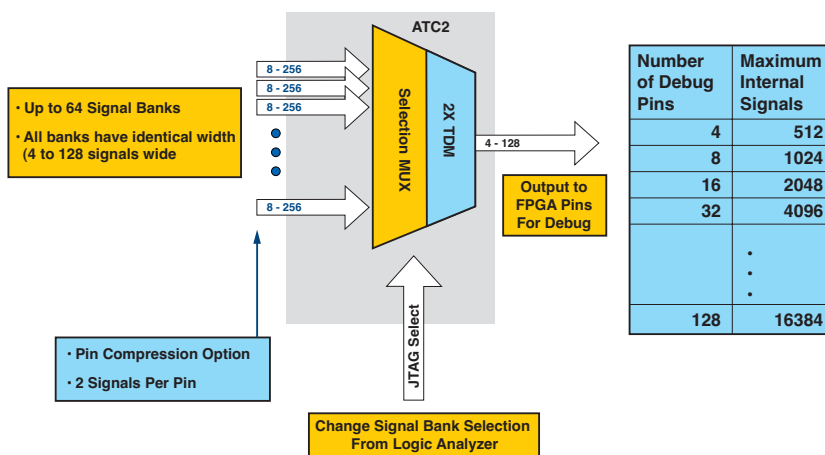 ATC2
8 - 256
8 - 256
8 - 256
8 - 256
• Up to 64 Signal Banks
• All banks have identical width
(4 to 128 signals wide
Selection MUX
2X TDM
4 - 128
Output to
FPGA Pins
For Debug
JTAG Select
• Pin Compression Option
• 2 Signals Per Pin
Change Signal Bank Selection
From Logic Analyzer
Number of Debug Pins | Maximum Internal Signals
4 512
8 1024
16 2048
32 4096
128 16384